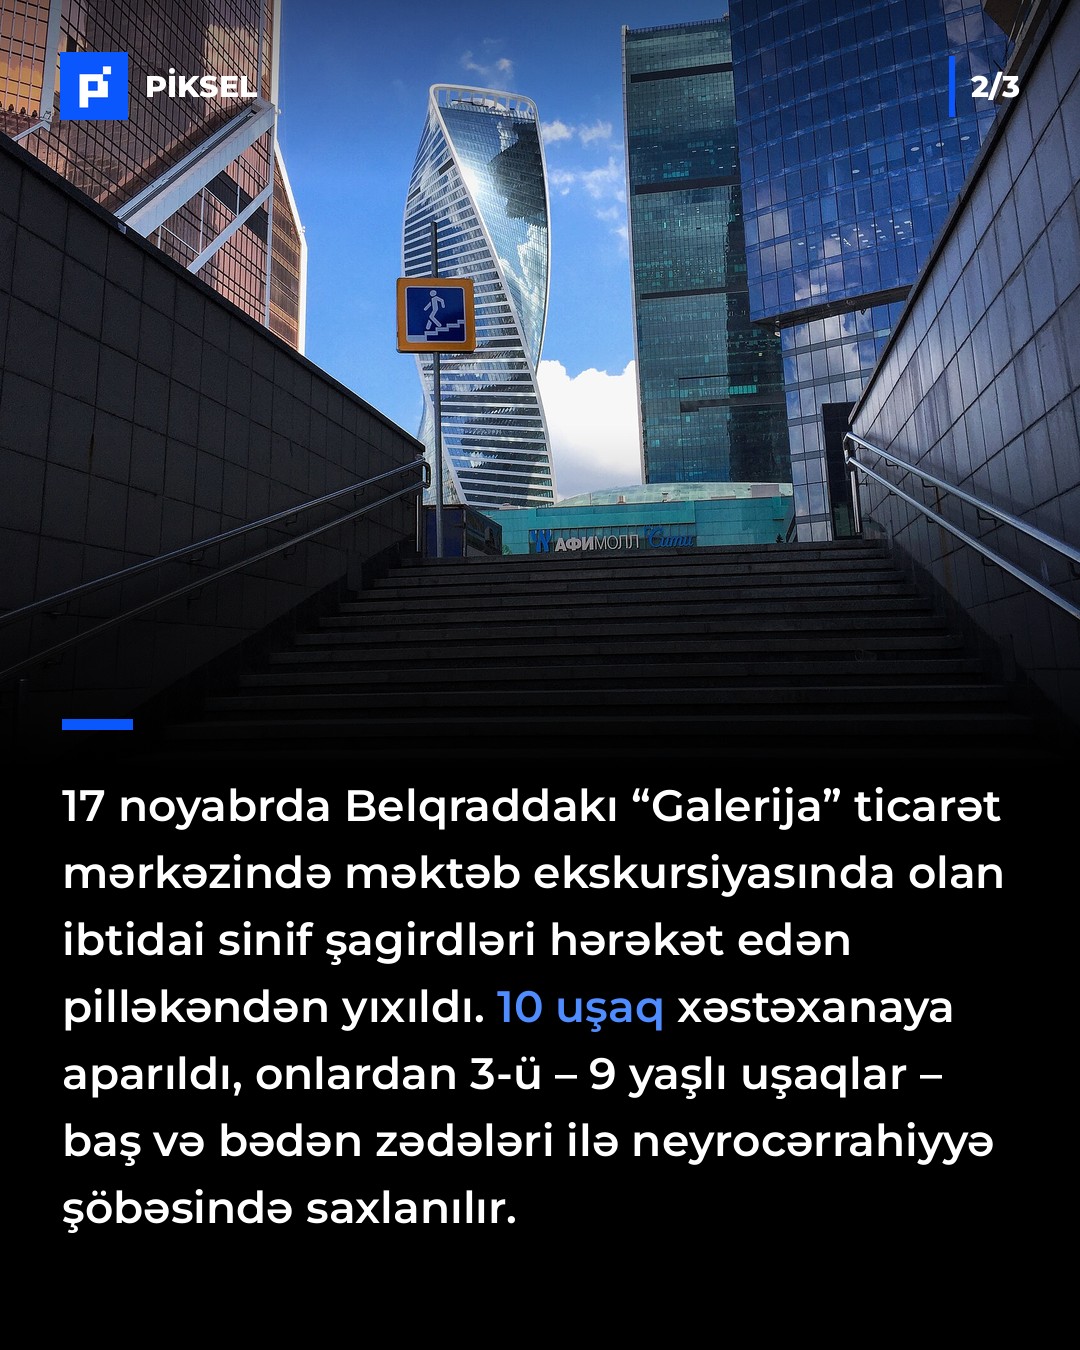 PİKSEL
2/3
АФИМОЛЛ Сити
17 noyabrda Belqraddakı “Galerija” ticarət
mərkəzində məktəb ekskursiyasında olan
ibtidai sinif şagirdləri hərəkət edən
pilləkəndən yıxıldı. 10 uşaq xəstəxanaya
aparıldı, onlardan 3-ü – 9 yaşlı uşaqlar –
baş və bədən zədələri ilə neyrocərrahiyyə
şöbəsində saxlanılır.